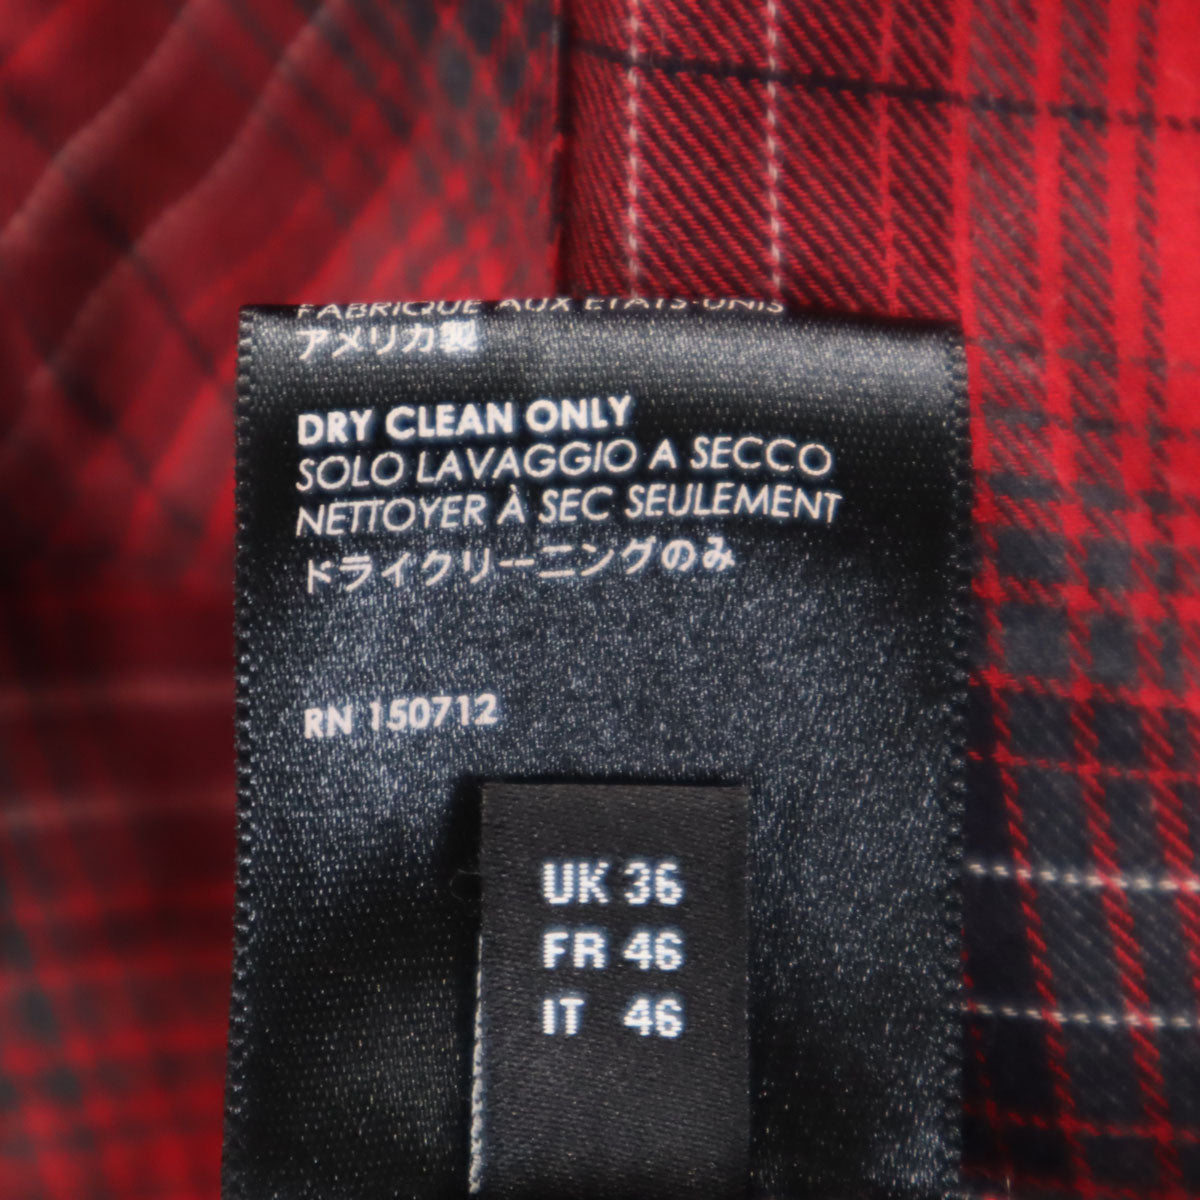 FABRIQUE AUX ETATS-UNIS
アメリカ製
DRY CLEAN ONLY
SOLO LAVAGGIO A SECCO
NETTOYER À SEC SEULEMENT
ドライクリーニングのみ
RN 150712
UK 36
FR 46
IT 46